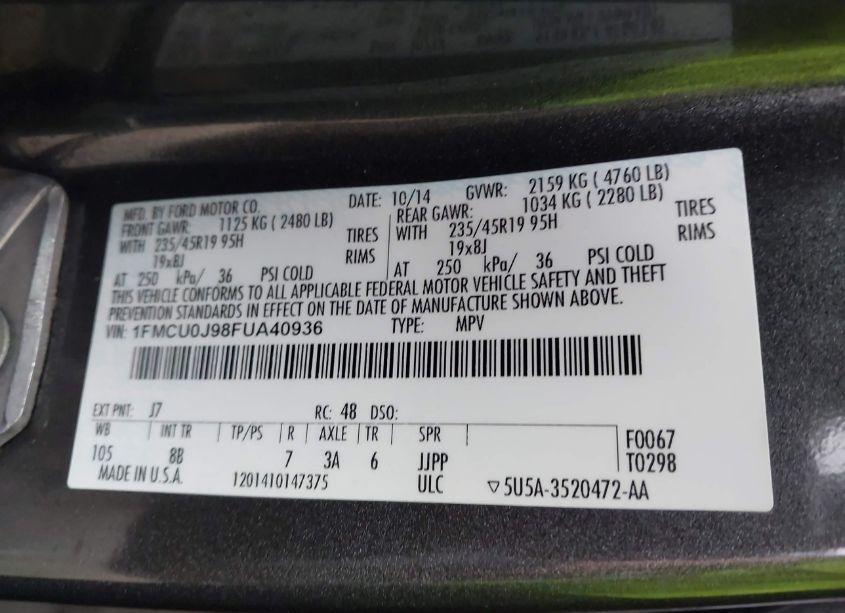 MFD. BY FORD MOTOR CO. DATE: 10/14 GVWR: 2159 KG ( 4760 LB)
FRONT GAWR: 1125 KG ( 2480 LB) REAR GAWR: 1034 KG ( 2280 LB)
WITH 235/45R19 95H TIRES WITH 235/45R19 95H TIRES
19x8J RIMS 19x8J RIMS
AT 250 kPa/ 36 PSI COLD AT 250 kPa/ 36 PSI COLD
THIS VEHICLE CONFORMS TO ALL APPLICABLE FEDERAL MOTOR VEHICLE SAFETY AND THEFT
PREVENTION STANDARDS IN EFFECT ON THE DATE OF MANUFACTURE SHOWN ABOVE.
VIN: 1FMCU0J98FUA40936 TYPE: MPV
EXT PNT: J7 RC: 48 DSO:
WB INT TR TP/PS R AXLE TR SPR F0067
105 8B 7 3A 6 JJPP T0298
MADE IN U.S.A. 1201410147375 ULC ▽5U5A-3520472-AA